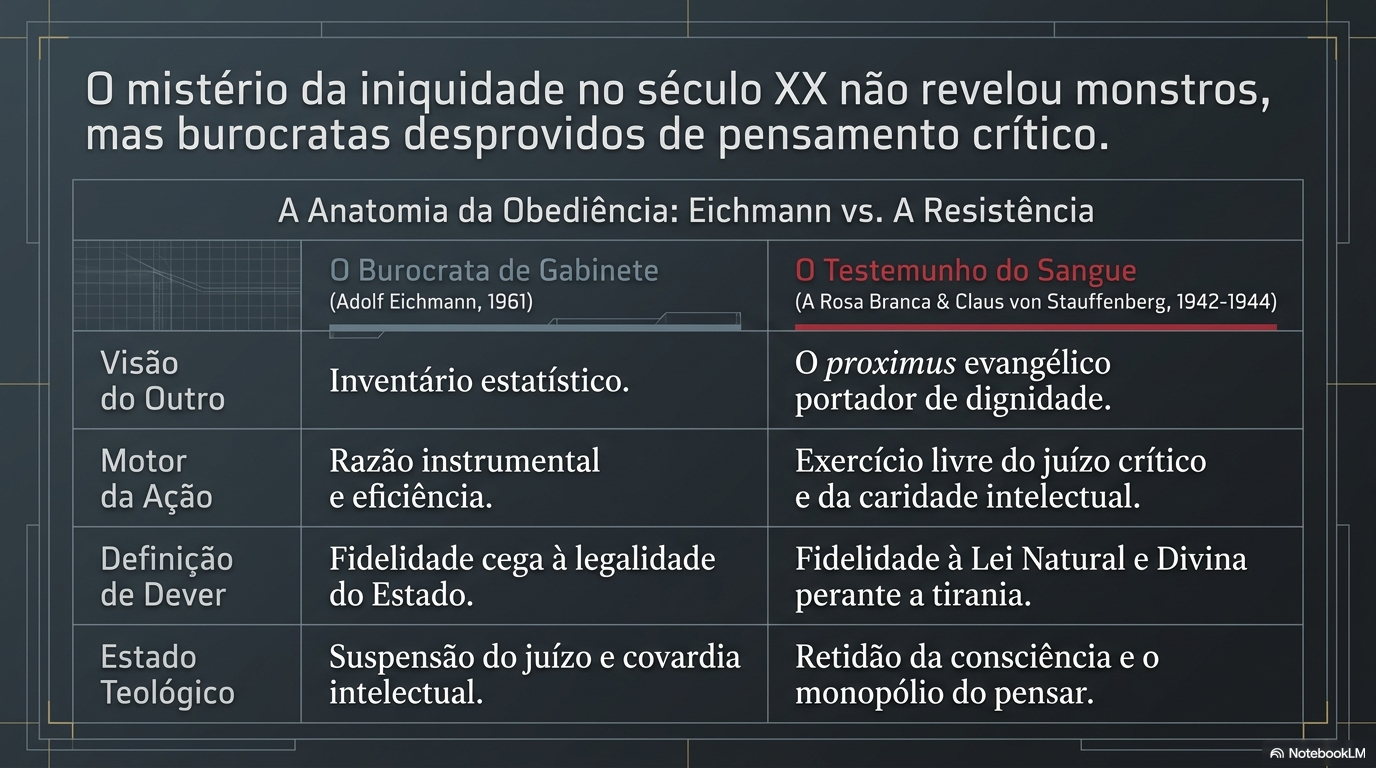 O mistério da iniquidade no século XX não revelou monstros,
mas burocratas desprovidos de pensamento crítico.
A Anatomia da Obediência: Eichmann vs. A Resistência
O Burocrata de Gabinete
(Adolf Eichmann, 1961)
O Testemunho do Sangue
(A Rosa Branca & Claus von Stauffenberg, 1942-1944)
Visão
do Outro
Inventário estatístico.
O proximus evangélico
portador de dignidade.
Motor
da Ação
Razão instrumental
e eficiência.
Exercício livre do juízo crítico
e da caridade intelectual.
Definição
de Dever
Fidelidade cega à legalidade
do Estado.
Fidelidade à Lei Natural e Divina
perante a tirania.
Estado
Teológico
Suspensão do juízo e covardia
intelectual.
Retidão da consciência e o
monopólio do pensar.
NotebookLM